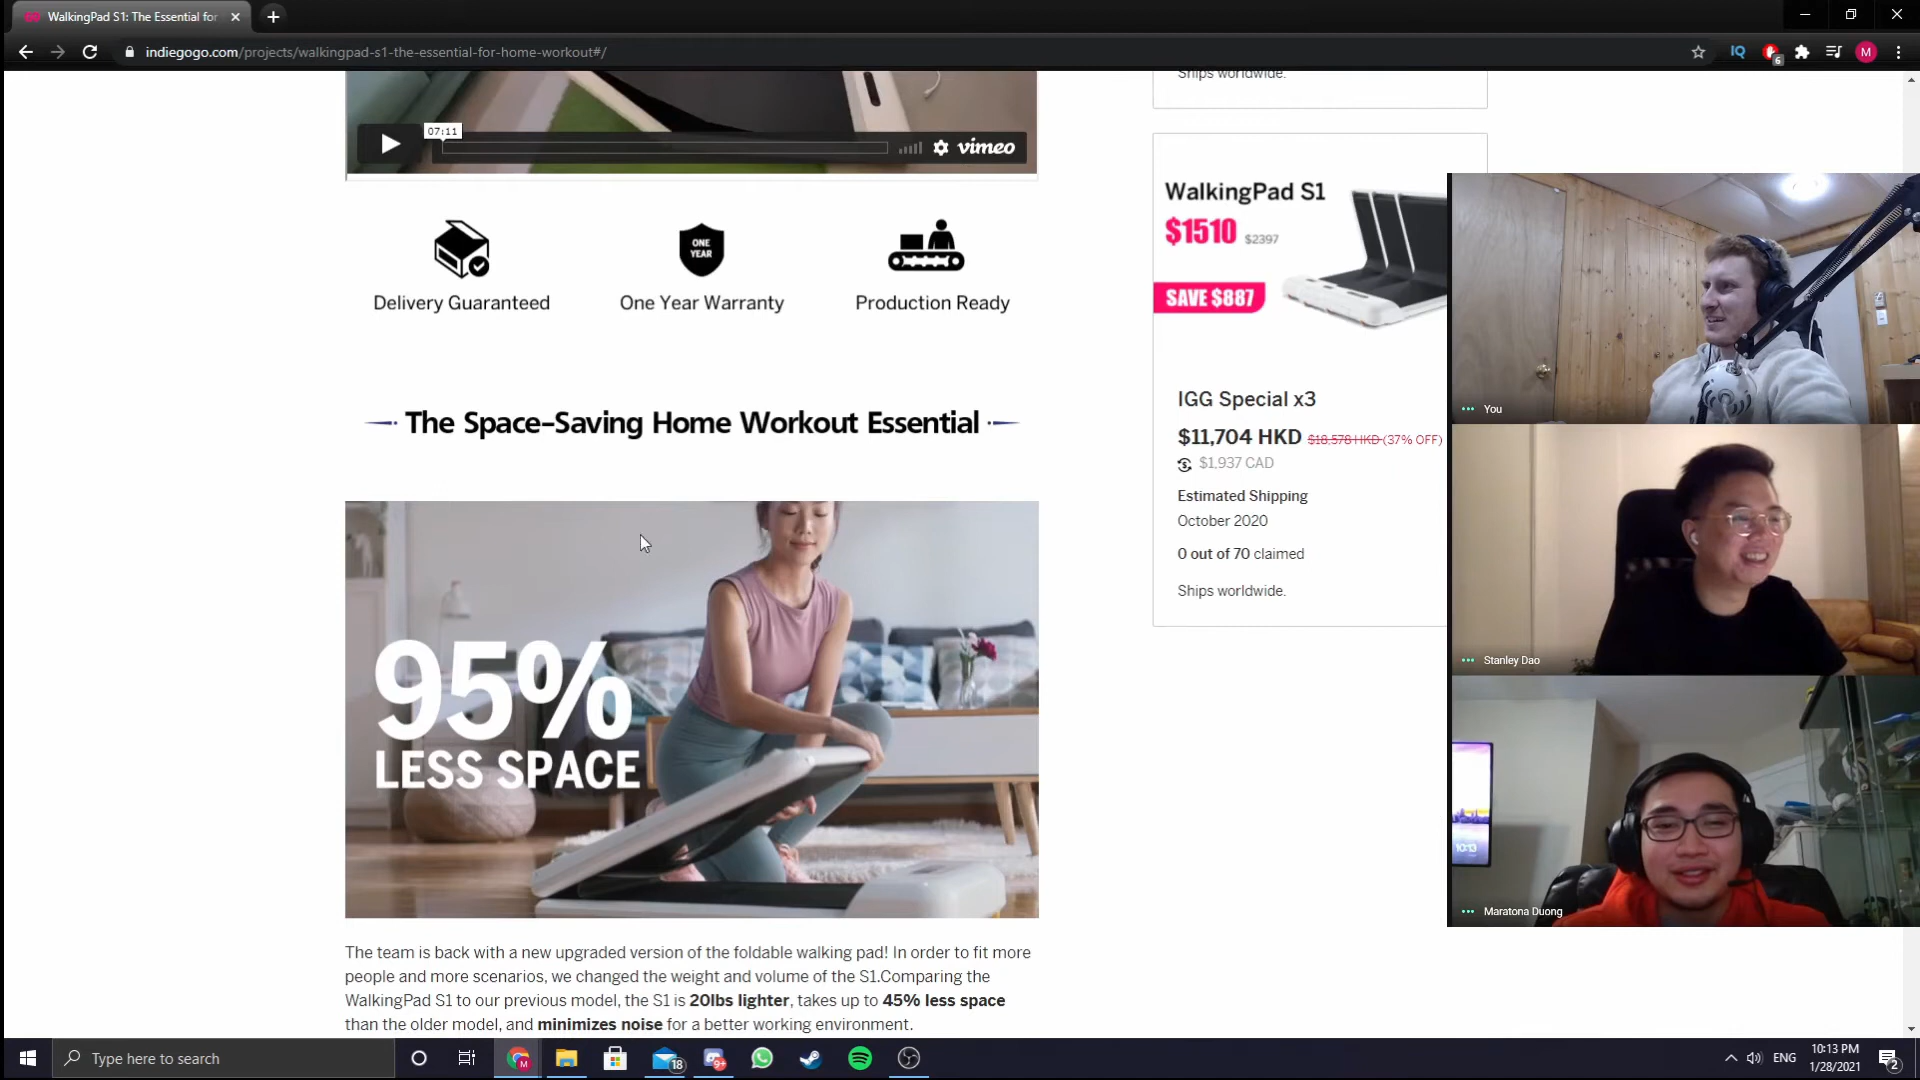 WalkingPad S1: The Essential for
indiegogo.com/projects/walkingpad-s1-the-essential-for-home-workout#/
IQ
6
M
Ships worldwide.
07:11
vimeo
WalkingPad S1
$1510 $2397
SAVE $887
ONE
YEAR
Delivery Guaranteed
One Year Warranty
Production Ready
IGG Special x3
$11,704 HKD $18,578 HKD (37% OFF)
$1,937 CAD
Estimated Shipping
October 2020
0 out of 70 claimed
Ships worldwide.
The Space-Saving Home Workout Essential
95%
LESS SPACE
The team is back with a new upgraded version of the foldable walking pad! In order to fit more
people and more scenarios, we changed the weight and volume of the S1.Comparing the
WalkingPad S1 to our previous model, the S1 is 20lbs lighter, takes up to 45% less space
than the older model, and minimizes noise for a better working environment.
You
Stanley Dao
10:13
Maratona Duong
Type here to search
M
18
9+
ENG
10:13 PM
1/28/2021
2